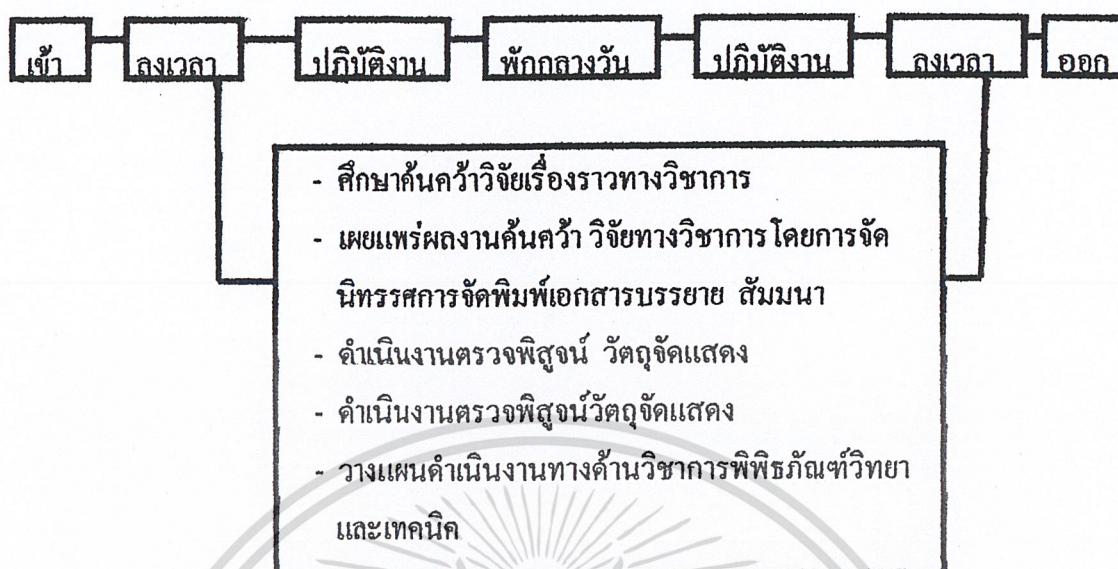 เข้า ลงเวลา ปฏิบัติงาน พักกลางวัน ปฏิบัติงาน ลงเวลา ออก
- ศึกษาค้นคว้าวิจัยเรื่องราวทางวิชาการ
- เผยแพร่ผลงานค้นคว้า วิจัยทางวิชาการ โดยการจัด
นิทรรศการจัดพิมพ์เอกสารบรรยาย สัมมนา
- ดำเนินงานตรวจพิสูจน์ วัตถุจัดแสดง
- ดำเนินงานตรวจพิสูจน์วัตถุจัดแสดง
- วางแผนดำเนินงานทางด้านวิชาการพิพิธภัณฑ์วิทยา
และเทคนิค